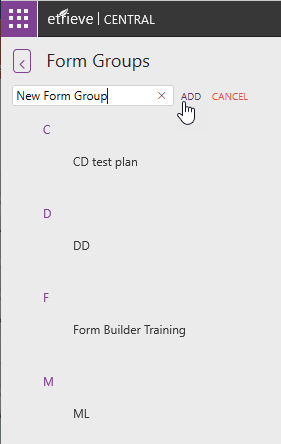 etrieve | CENTRAL
Form Groups
New Form Group × ADD CANCEL
C
CD test plan
D
DD
F
Form Builder Training
M
ML